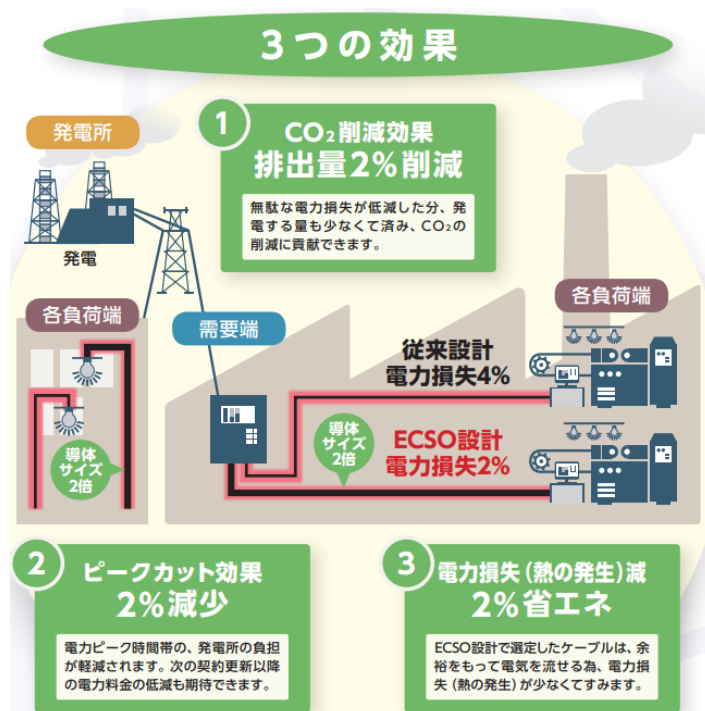 3つの効果
発電所
発電
1
CO₂削減効果
排出量2%削減
無駄な電力損失が低減した分、発
電する量も少なくて済み、CO₂の
削減に貢献できます。
各負荷端
需要端
各負荷端
従来設計
電力損失4%
ECSO設計
電力損失2%
導体
サイズ
2倍
導体
サイズ
2倍
2
ピークカット効果
2%減少
電力ピーク時間帯の、発電所の負担
が軽減されます。次の契約更新以降
の電力料金の低減も期待できます。
3
電力損失(熱の発生)減
2%省エネ
ECSO設計で選定したケーブルは、余
裕をもって電気を流せる為、電力損
失(熱の発生)が少なくてすみます。